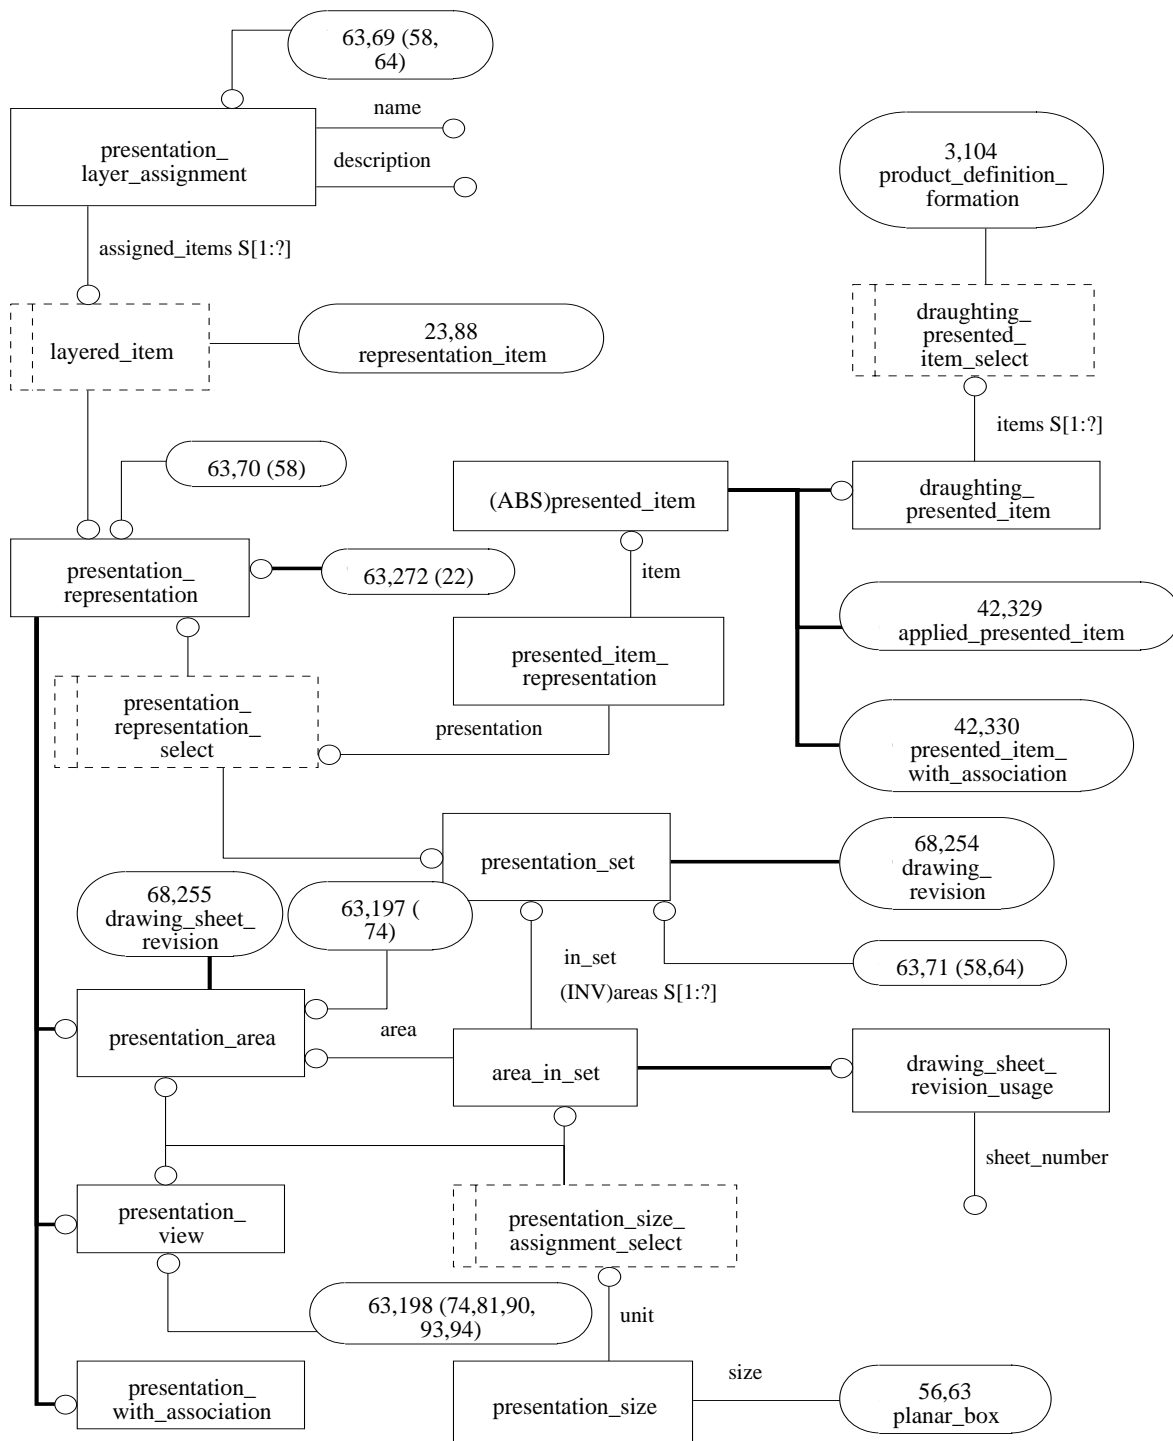 63,69 (58,
64)
name
presentation_
layer_assignment
description
3,104
product_definition_
formation
assigned_items S[1:?]
layered_item
23,88
representation_item
draughting_
presented_
item_select
items S[1:?]
63,70 (58)
(ABS)presented_item
draughting_
presented_item
presentation_
representation
63,272 (22)
item
42,329
applied_presented_item
presented_item_
representation
presentation_
representation_
select
presentation
42,330
presented_item_
with_association
presentation_set
68,254
drawing_
revision
68,255
drawing_sheet_
revision
63,197 (
74)
in_set
(INV)areas S[1:?]
63,71 (58,64)
presentation_area
area
area_in_set
drawing_sheet_
revision_usage
sheet_number
presentation_
view
presentation_size_
assignment_select
63,198 (74,81,90,
93,94)
unit
presentation_
with_association
presentation_size
size
56,63
planar_box